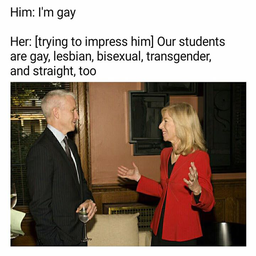 Him: I'm gay
Her: [trying to impress him] Our students
are gay, lesbian, bisexual, transgender,
and straight, too